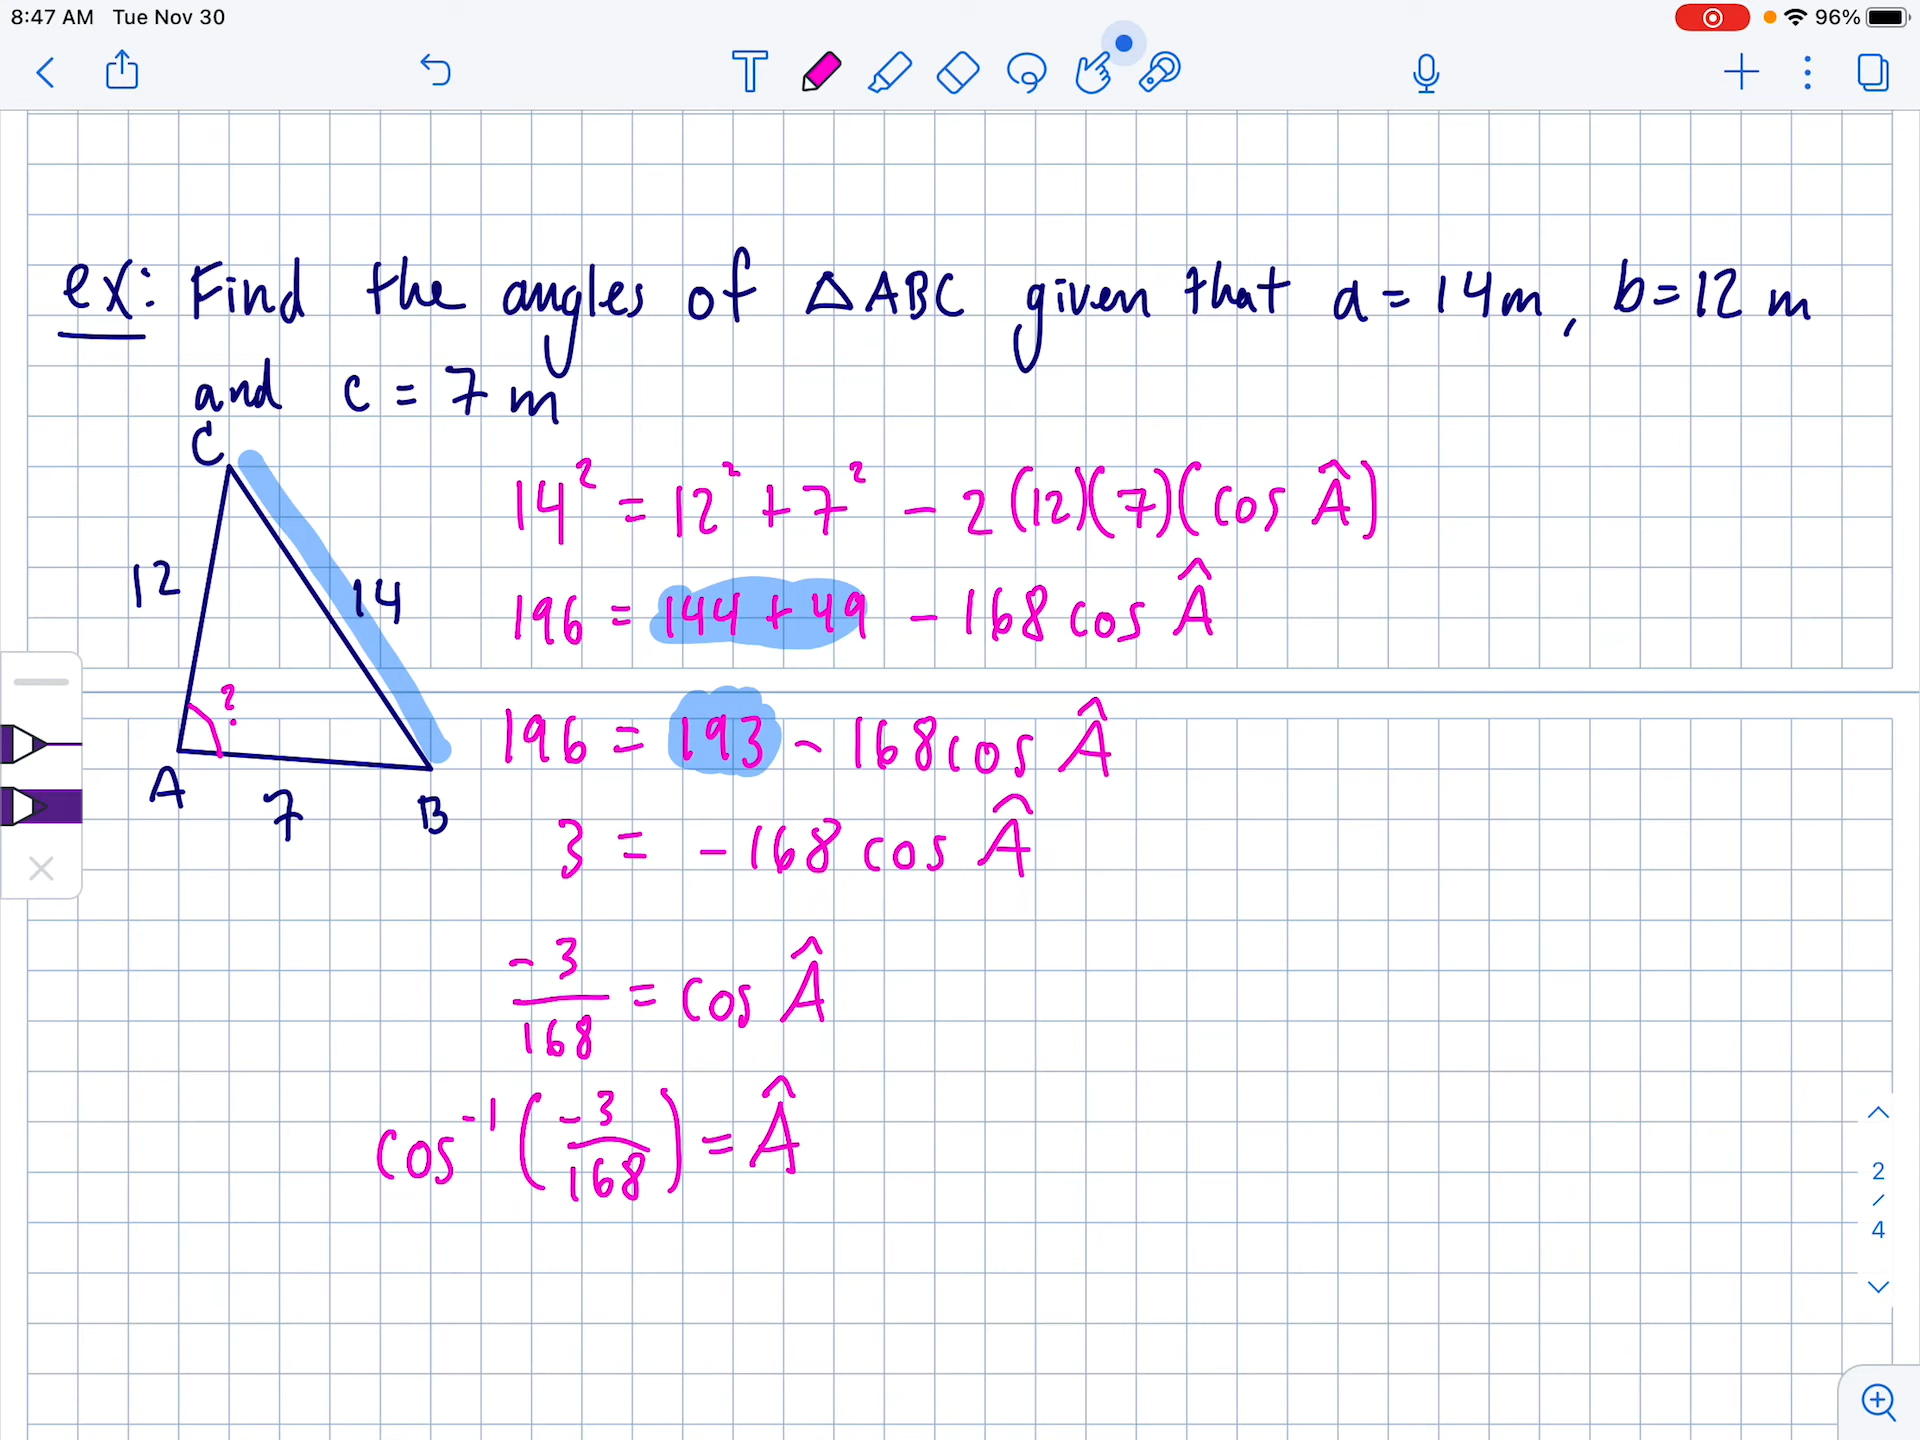 8:47 AM Tue Nov 30
96%
T
ex: Find the angles of △ABC given that a = 14m, b = 12 m
and c = 7 m
C
14² = 12² + 7² - 2(12)(7)(cos Â)
12
14
196 = 144 + 49 - 168 cos Â
?
196 = 193 - 168 cos Â
A
7
B
3 = -168 cos Â
-3/168 = cos Â
cos⁻¹(-3/168) = Â
2
/
4